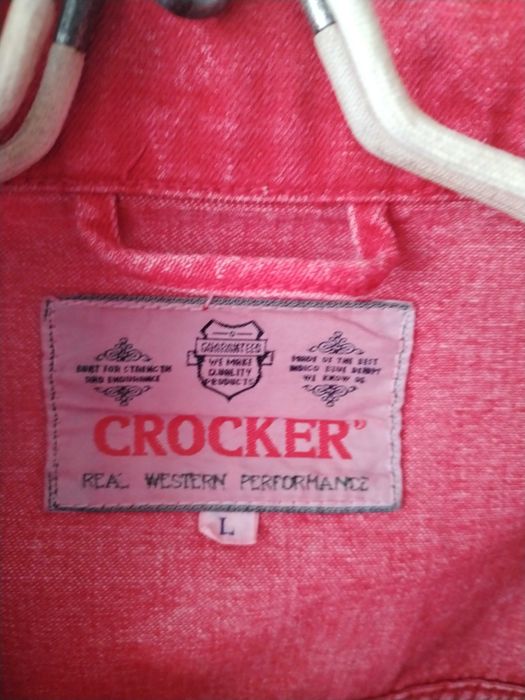 GUARANTEED
WE MAKE
QUALITY
PRODUCTS
BUILT FOR STRENGTH
AND ENDURANCE
MADE OF THE BEST
INDIGO BLUE DENIM
WE KNOW OF
CROCKER
REAL WESTERN PERFORMANCE
L